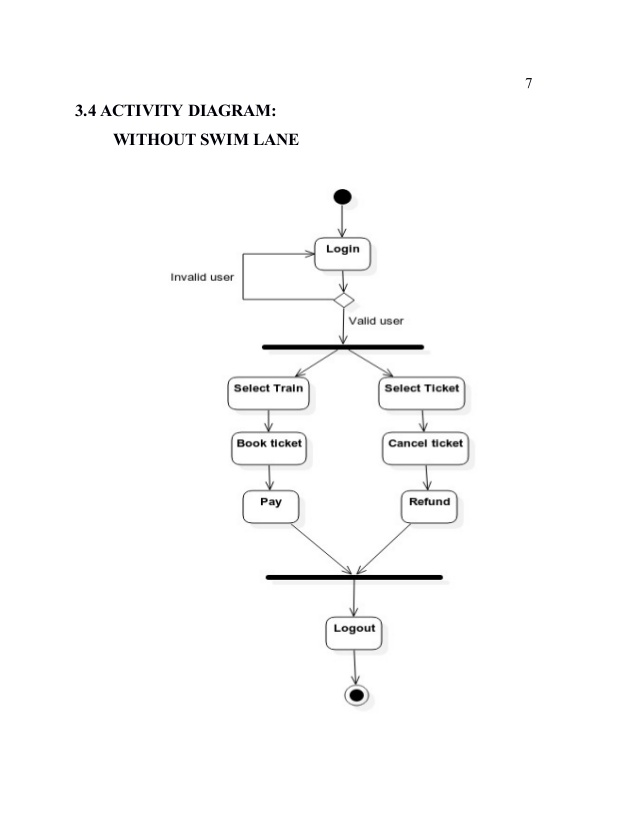 7
3.4 ACTIVITY DIAGRAM:
WITHOUT SWIM LANE
Login
Invalid user
Valid user
Select Train
Select Ticket
Book ticket
Cancel ticket
Pay
Refund
Logout